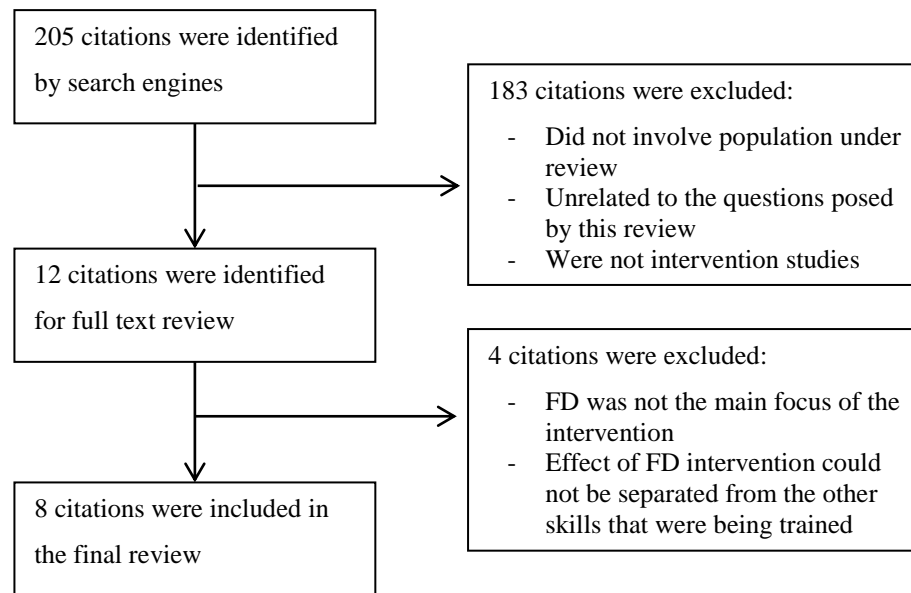 205 citations were identified
by search engines
183 citations were excluded:
- Did not involve population under
review
- Unrelated to the questions posed
by this review
- Were not intervention studies
12 citations were identified
for full text review
4 citations were excluded:
- FD was not the main focus of the
intervention
- Effect of FD intervention could
not be separated from the other
skills that were being trained
8 citations were included in
the final review